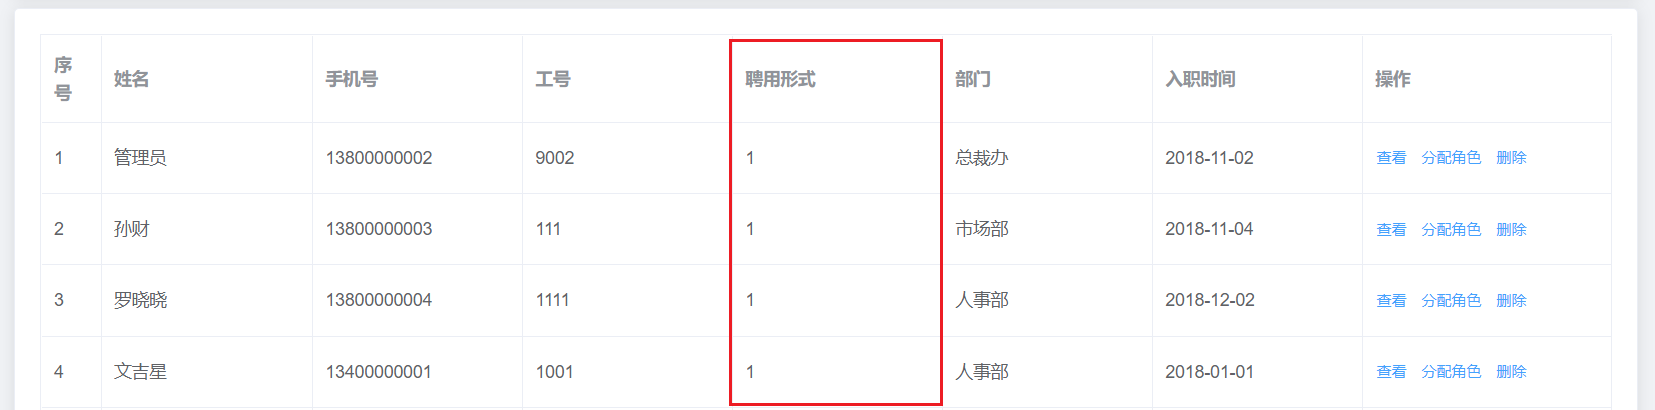 序号 姓名 手机号 工号 聘用形式 部门 入职时间 操作
1 管理员 13800000002 9002 1 总裁办 2018-11-02 查看 分配角色 删除
2 孙财 13800000003 111 1 市场部 2018-11-04 查看 分配角色 删除
3 罗晓晓 13800000004 1111 1 人事部 2018-12-02 查看 分配角色 删除
4 文吉星 13400000001 1001 1 人事部 2018-01-01 查看 分配角色 删除